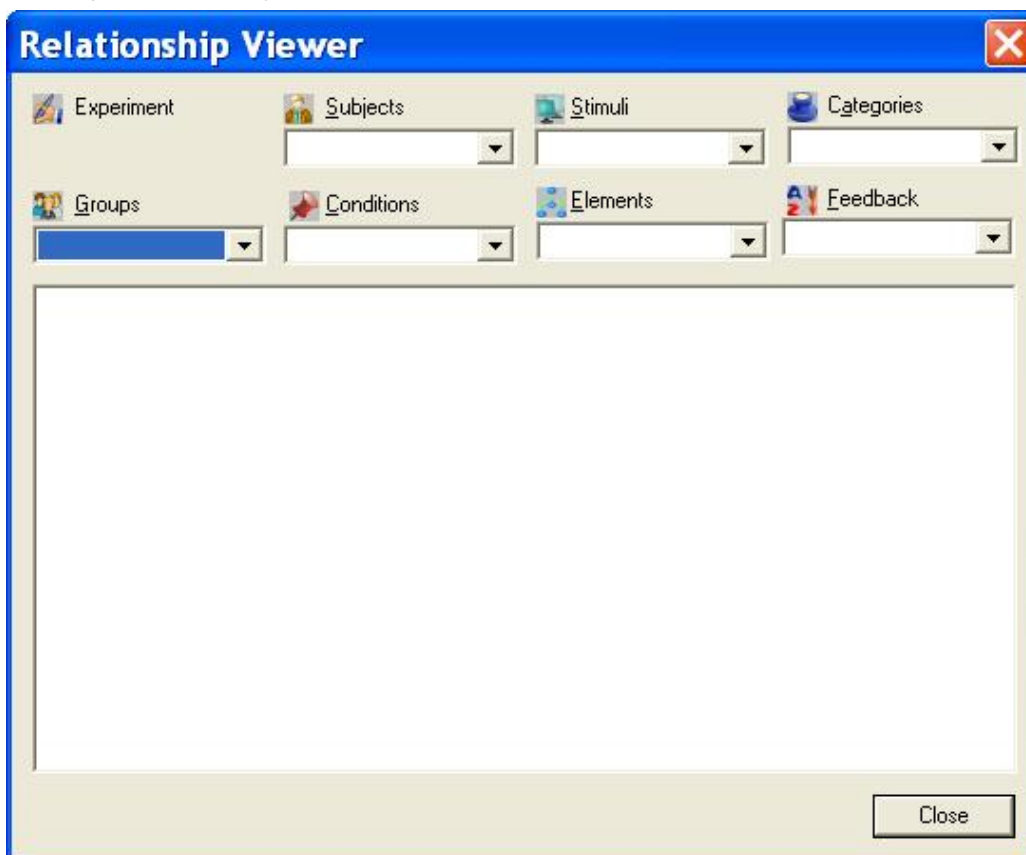 Relationship Viewer
Experiment Subjects Stimuli Categories
Groups Conditions Elements Feedback
Close